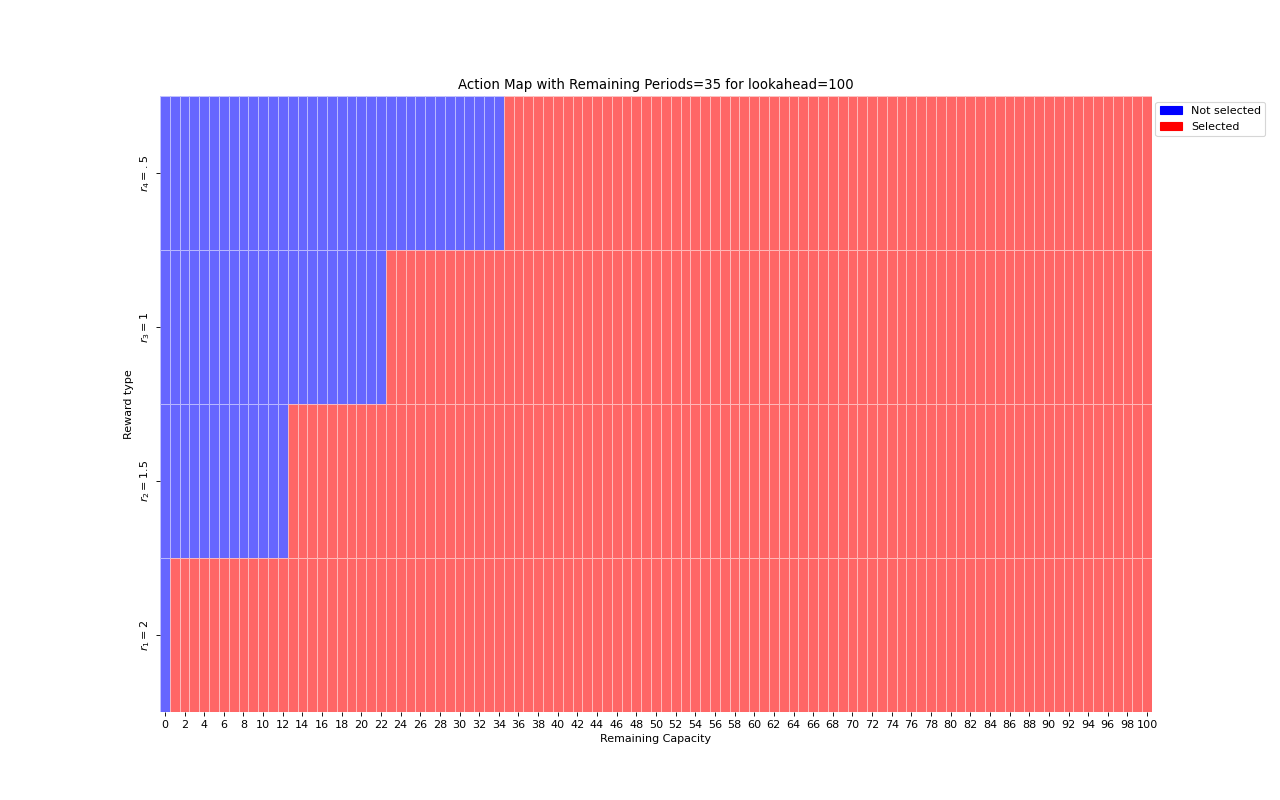 Action Map with Remaining Periods=35 for lookahead=100
Not selected
Selected
Reward type
r₄ = .5
r₃ = 1
r₂ = 1.5
r₁ = 2
0 2 4 6 8 10 12 14 16 18 20 22 24 26 28 30 32 34 36 38 40 42 44 46 48 50 52 54 56 58 60 62 64 66 68 70 72 74 76 78 80 82 84 86 88 90 92 94 96 98 100
Remaining Capacity